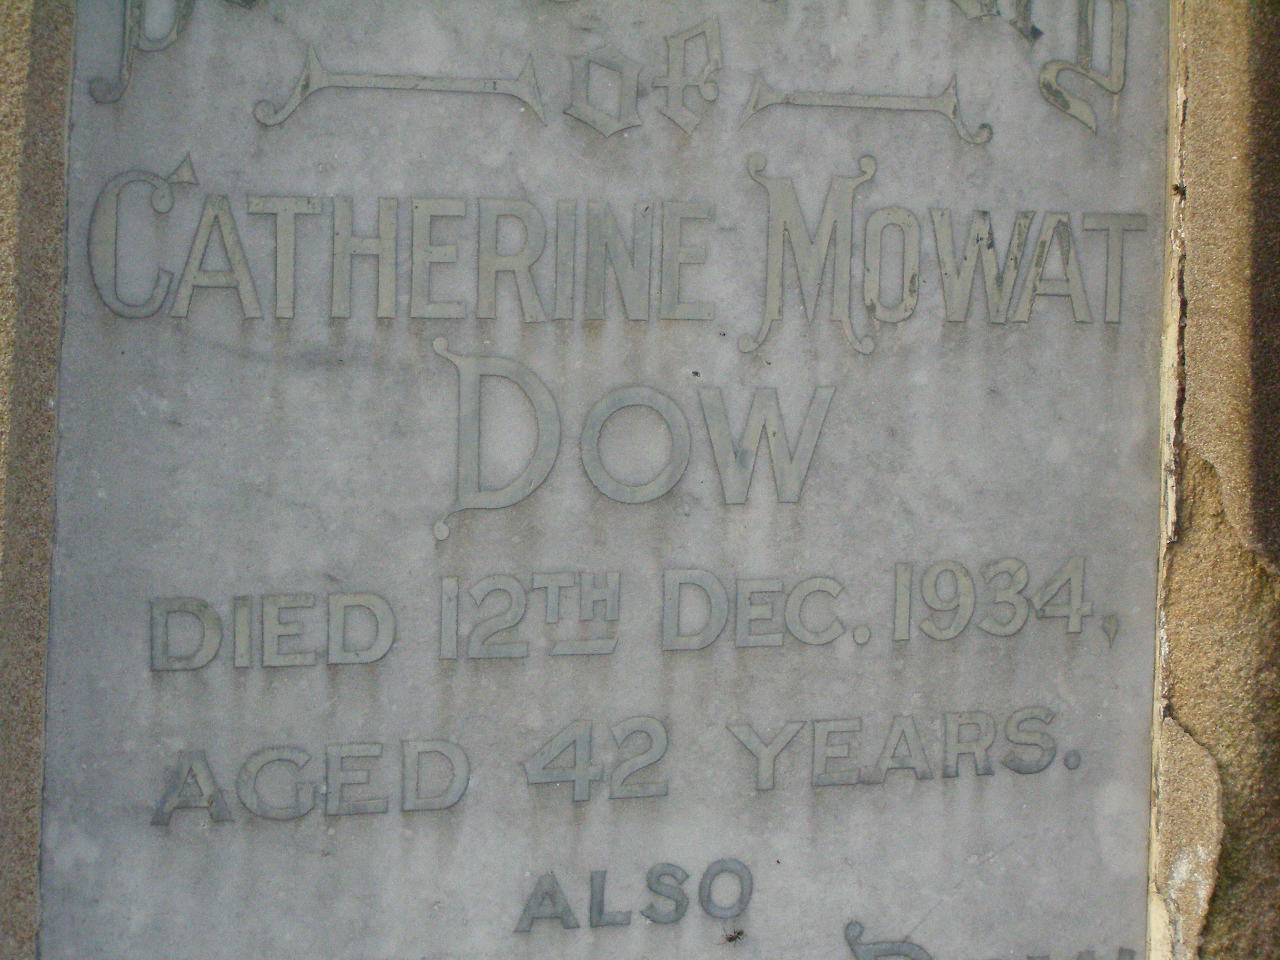 OF
CATHERINE MOWAT
DOW
DIED 12TH DEC. 1934,
AGED 42 YEARS.
ALSO